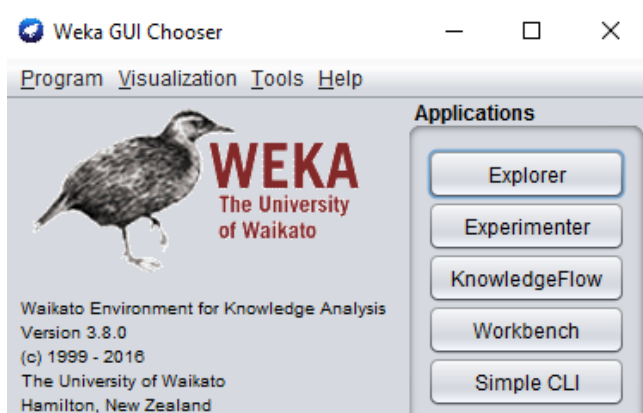 Weka GUI Chooser
Program Visualization Tools Help
Applications
WEKA
The University
of Waikato
Explorer
Experimenter
KnowledgeFlow
Workbench
Simple CLI
Waikato Environment for Knowledge Analysis
Version 3.8.0
(c) 1999 - 2016
The University of Waikato
Hamilton, New Zealand